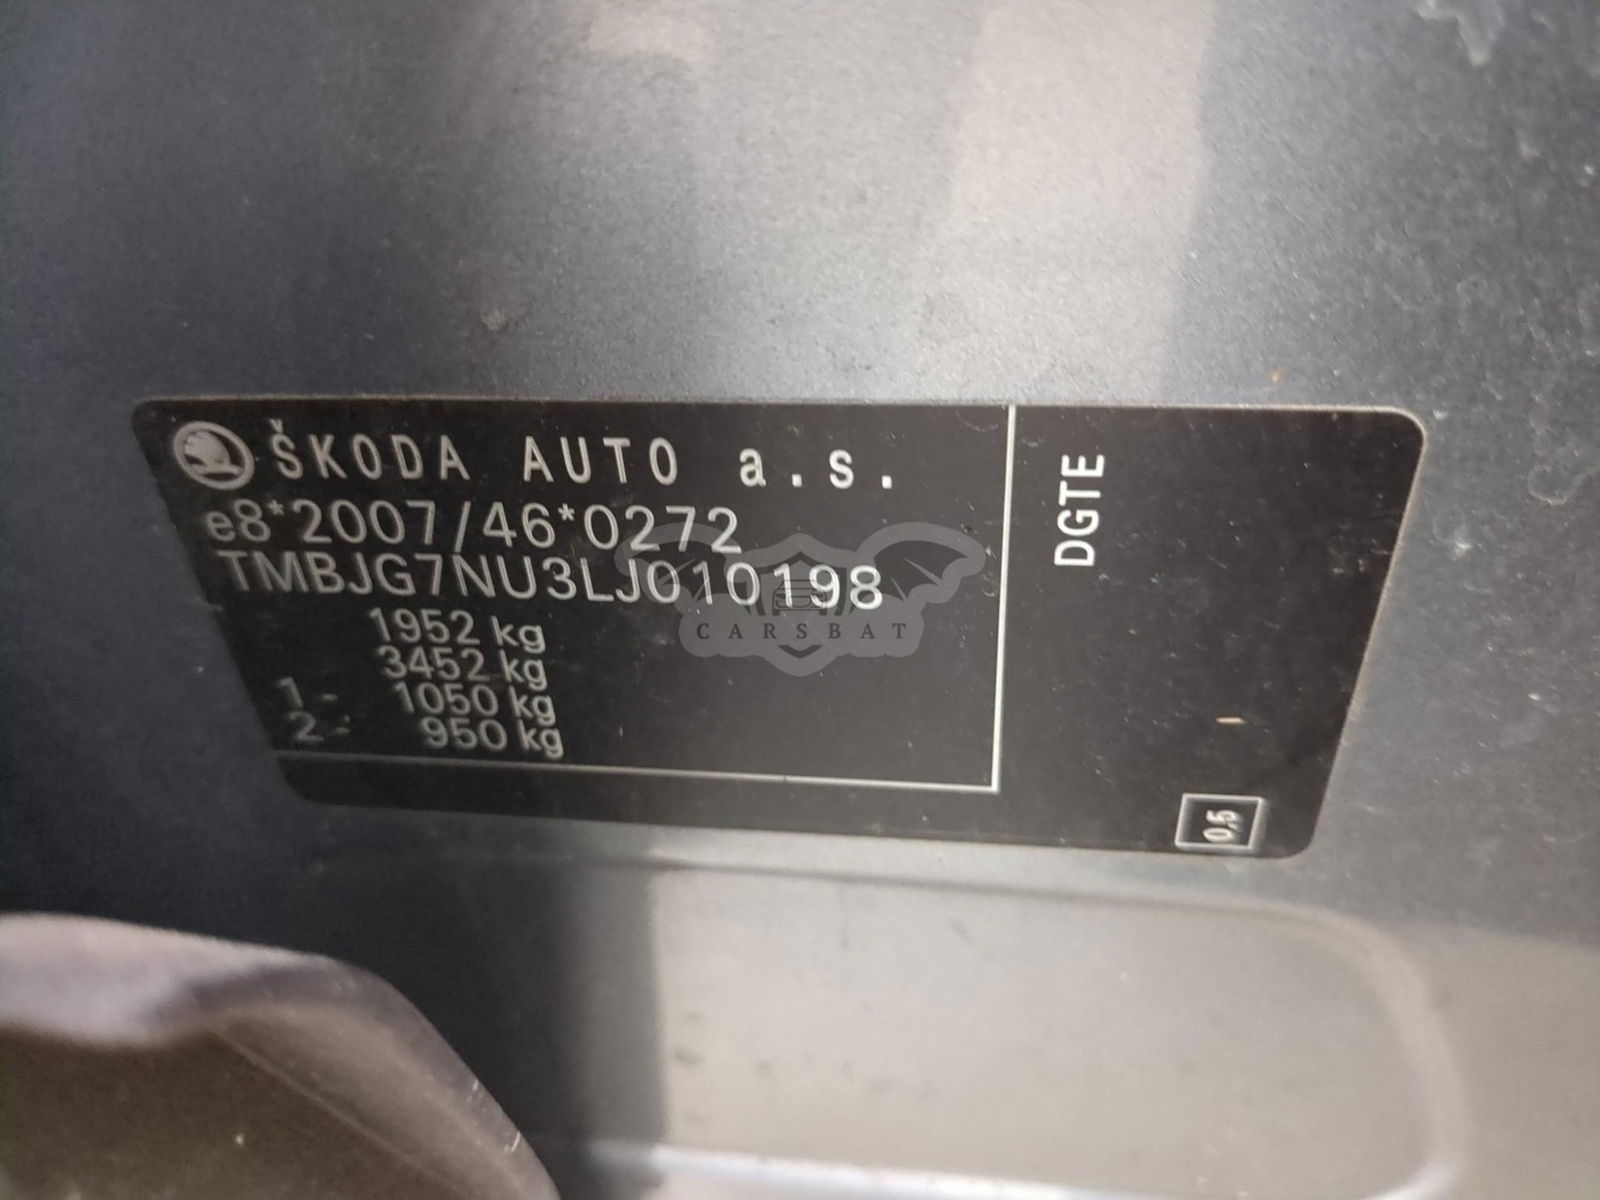 ŠKODA AUTO a.s.
e8*2007/46*0272
TMBJG7NU3LJ010198
1952 kg
3452 kg
1- 1050 kg
2- 950 kg
DGTE
0,5
CARSBAT